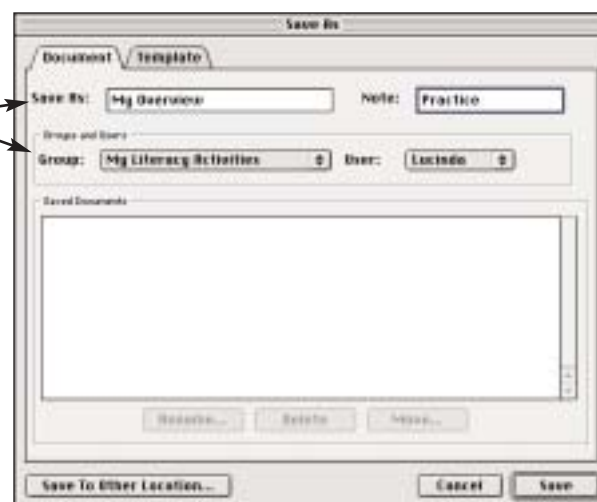 Save As
Document Template
Save As: My Overview Note: Practice
Groups and Users
Group: My Literacy Activities User: Lucinda
Saved Documents
Rename... Delete Move...
Save To Other Location... Cancel Save